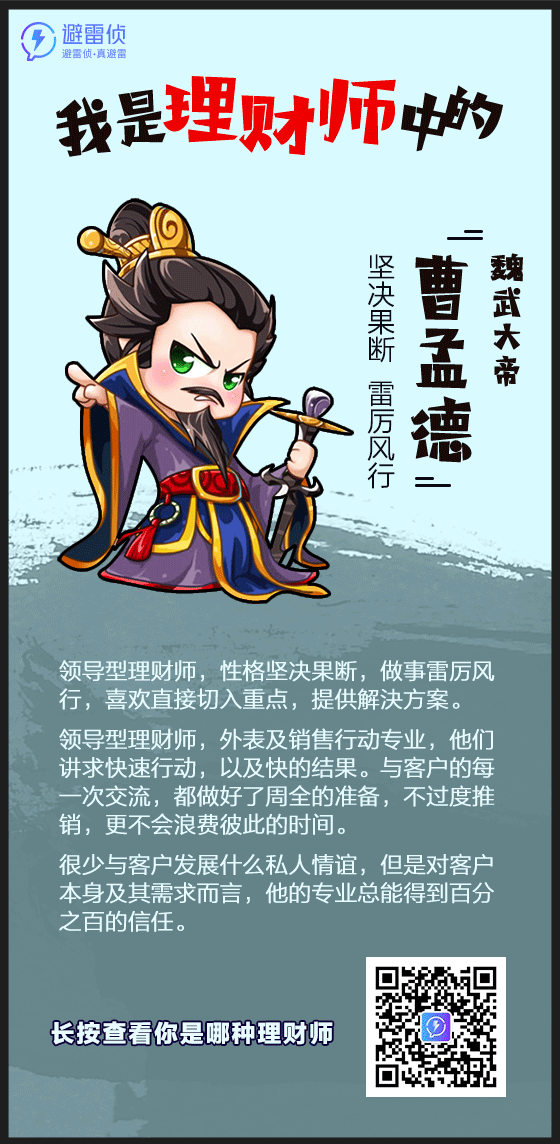 避雷侦
避雷侦·真避雷
我是理财师中的
魏武大帝
曹孟德
坚决果断 雷厉风行
领导型理财师，性格坚决果断，做事雷厉风
行，喜欢直接切入重点，提供解決方案。
领导型理财师，外表及销售行动专业，他们
讲求快速行动，以及快的结果。与客户的每
一次交流，都做好了周全的准备，不过度推
销，更不会浪费彼此的时间。
很少与客户发展什么私人情谊，但是对客户
本身及其需求而言，他的专业总能得到百分
之百的信任。
长按查看你是哪种理财师